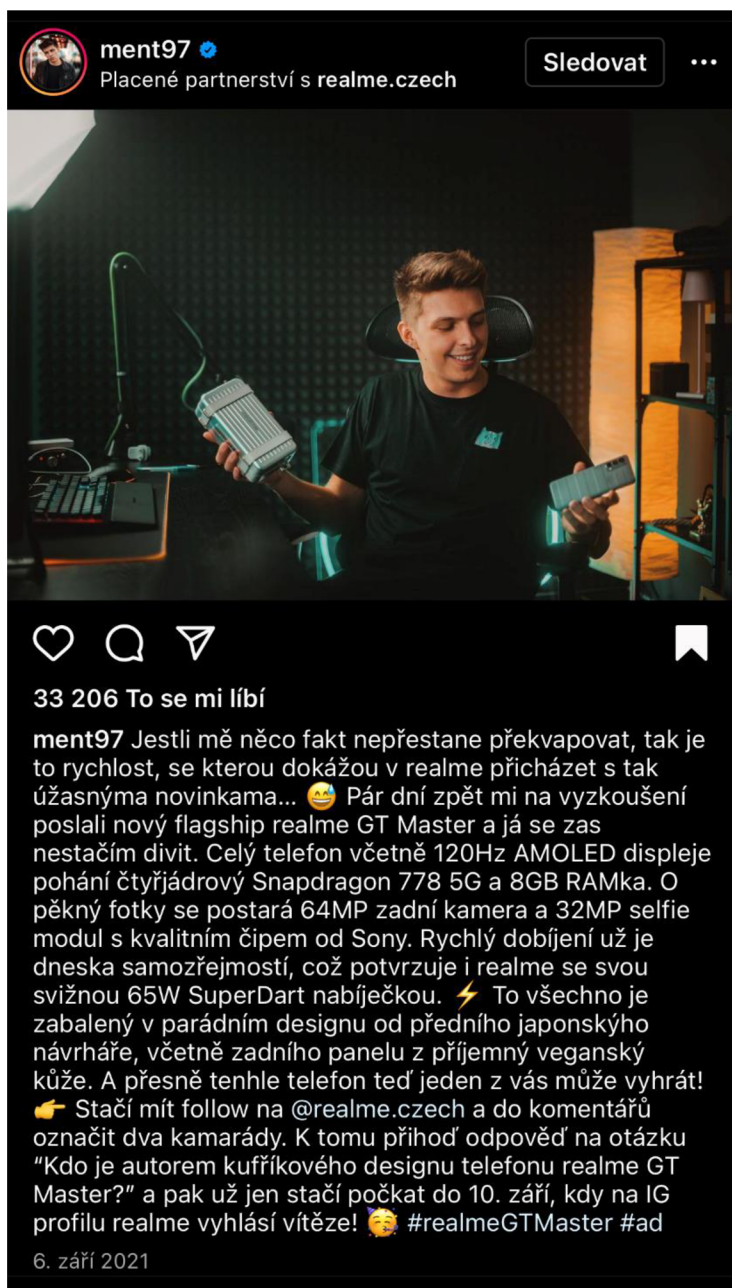 ment97
Sledovat
Placené partnerství s realme.czech
33 206 To se mi líbí
ment97 Jestli mě něco fakt nepřestane překvapovat, tak je
to rychlost, se kterou dokážou v realme přicházet s tak
úžasnýma novinkama... 😅 Pár dní zpět mi na vyzkoušení
poslali nový flagship realme GT Master a já se zas
nestačím divit. Celý telefon včetně 120Hz AMOLED displeje
pohání čtyřjádrový Snapdragon 778 5G a 8GB RAMka. O
pěkný fotky se postará 64MP zadní kamera a 32MP selfie
modul s kvalitním čipem od Sony. Rychlý dobíjení už je
dneska samozřejmostí, což potvrzuje i realme se svou
svižnou 65W SuperDart nabíječkou. ⚡ To všechno je
zabalený v parádním designu od předního japonskýho
návrháře, včetně zadního panelu z příjemný veganský
kůže. A přesně tenhle telefon teď jeden z vás může vyhrát!
👉 Stačí mít follow na @realme.czech a do komentářů
označit dva kamarády. K tomu přihoď odpověď na otázku
“Kdo je autorem kufříkového designu telefonu realme GT
Master?” a pak už jen stačí počkat do 10. září, kdy na IG
profilu realme vyhlásí vítěze! 🥳 #realmeGTMaster #ad
6. září 2021